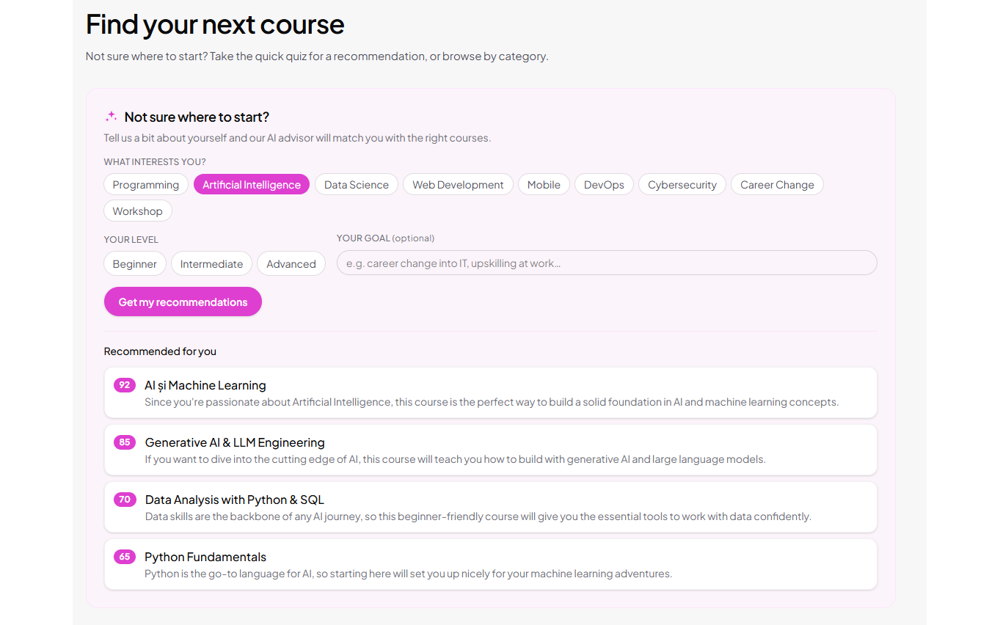 Find your next course
Not sure where to start? Take the quick quiz for a recommendation, or browse by category.
Not sure where to start?
Tell us a bit about yourself and our AI advisor will match you with the right courses.
WHAT INTERESTS YOU?
Programming Artificial Intelligence Data Science Web Development Mobile DevOps Cybersecurity Career Change
Workshop
YOUR LEVEL YOUR GOAL (optional)
Beginner Intermediate Advanced e.g. career change into IT, upskilling at work…
Get my recommendations
Recommended for you
92 AI și Machine Learning
Since you're passionate about Artificial Intelligence, this course is the perfect way to build a solid foundation in AI and machine learning concepts.
85 Generative AI & LLM Engineering
If you want to dive into the cutting edge of AI, this course will teach you how to build with generative AI and large language models.
70 Data Analysis with Python & SQL
Data skills are the backbone of any AI journey, so this beginner-friendly course will give you the essential tools to work with data confidently.
65 Python Fundamentals
Python is the go-to language for AI, so starting here will set you up nicely for your machine learning adventures.